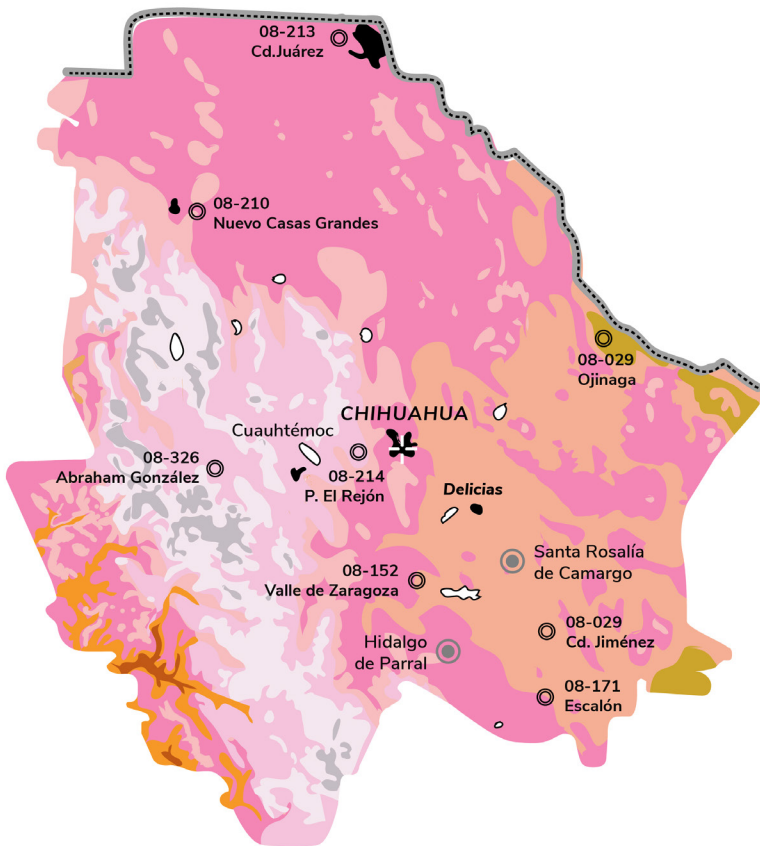 08-213
Cd.Juárez
08-210
Nuevo Casas Grandes
08-029
Ojinaga
CHIHUAHUA
Cuauhtémoc
08-326
Abraham González
08-214
P. El Rejón
Delicias
Santa Rosalía
de Camargo
08-152
Valle de Zaragoza
08-029
Cd. Jiménez
Hidalgo
de Parral
08-171
Escalón